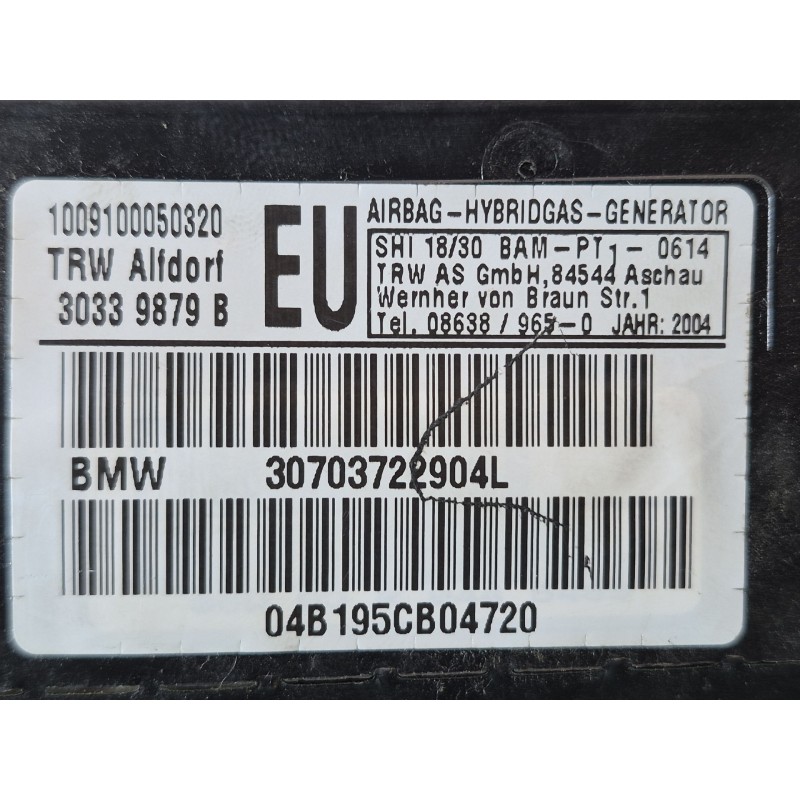 1009100050320
TRW Alfdorf
3033 9879 B
EU
AIRBAG-HYBRIDGAS-GENERATOR
SHI 18/30 BAM-PT1- 0614
TRW AS GmbH,84544 Aschau
Wernher von Braun Str.1
Tel. 08638 / 965-0 JAHR: 2004
BMW 30703722904L
04B195CB04720